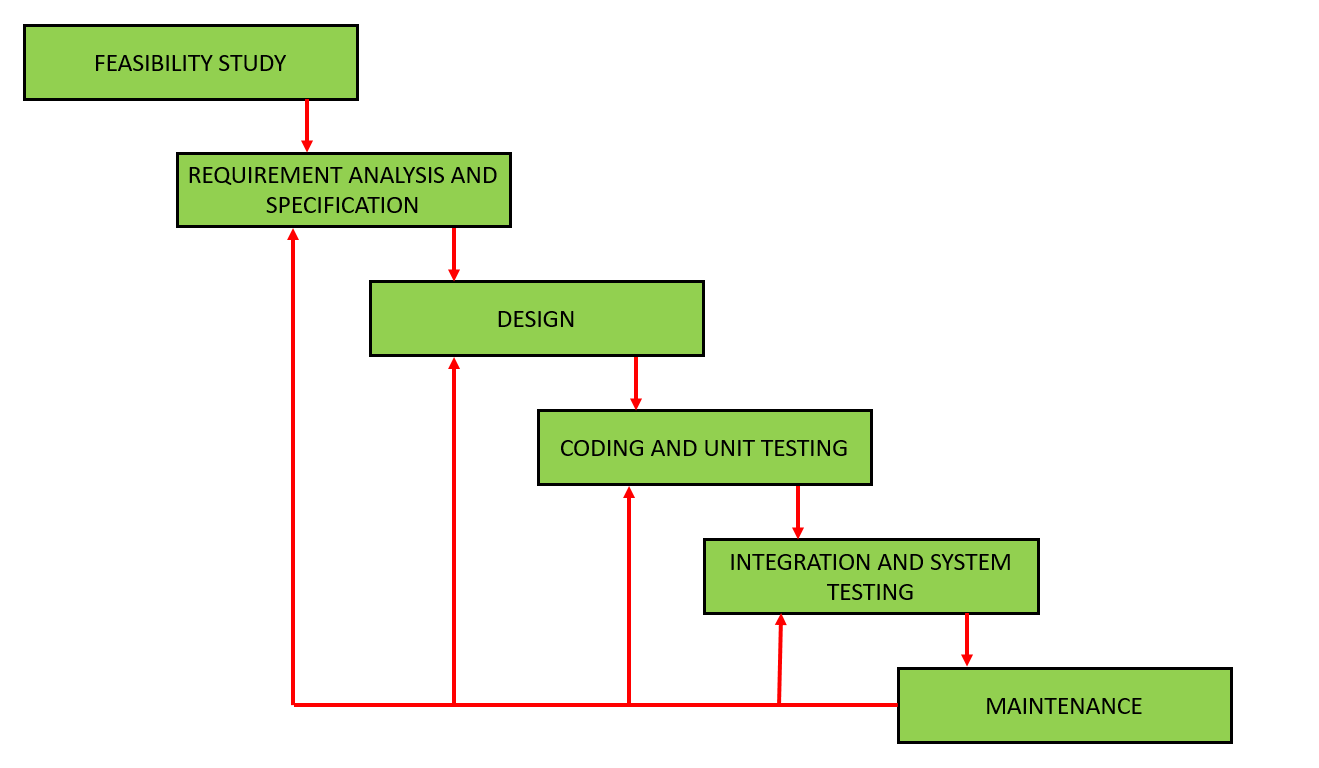 FEASIBILITY STUDY
REQUIREMENT ANALYSIS AND
SPECIFICATION
DESIGN
CODING AND UNIT TESTING
INTEGRATION AND SYSTEM
TESTING
MAINTENANCE